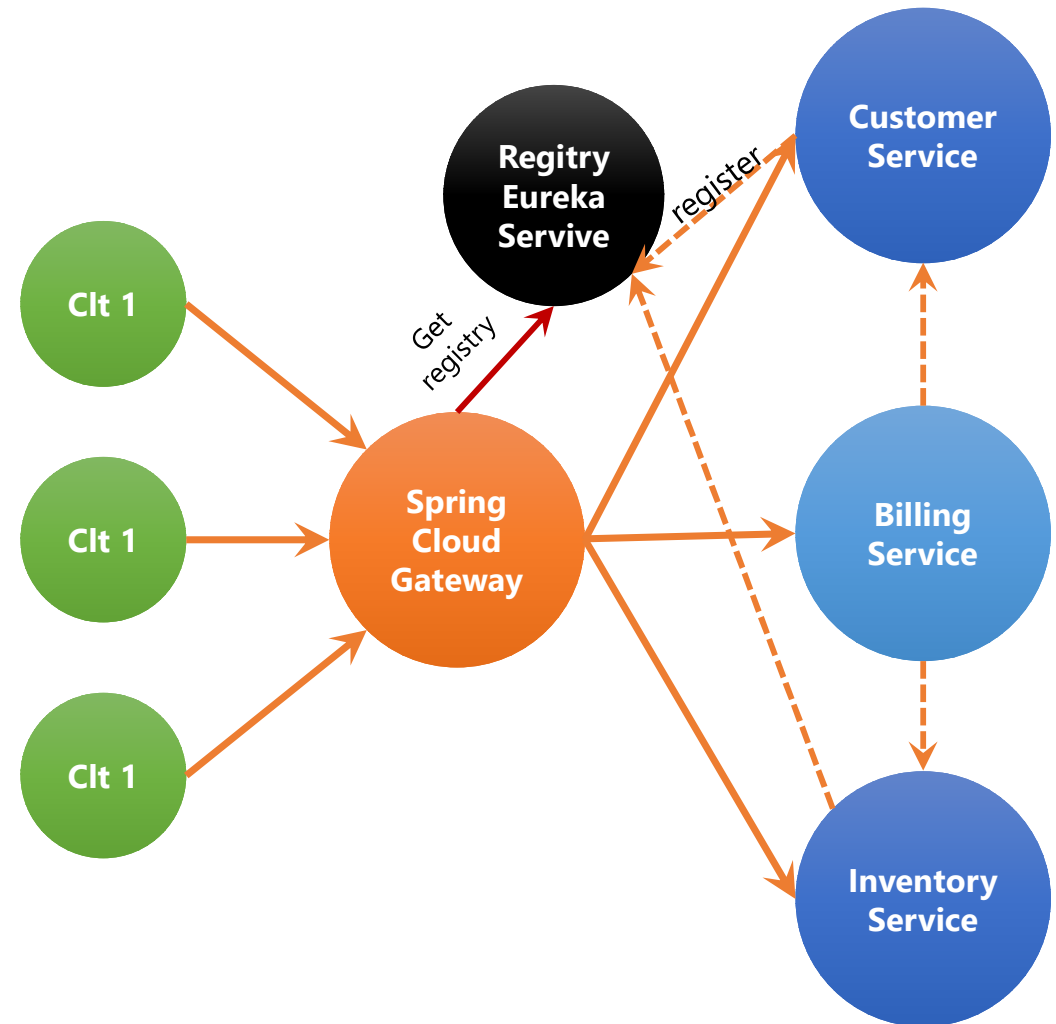 Customer
Service
Regitry
Eureka
Servive
register
Clt 1
Get
registry
Clt 1
Spring
Cloud
Gateway
Billing
Service
Clt 1
Inventory
Service